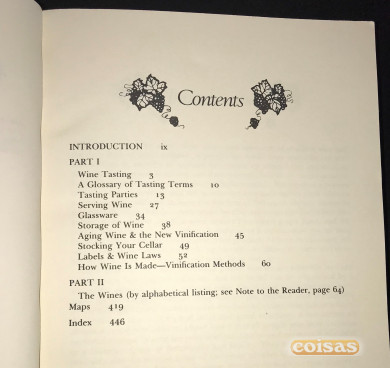 Contents
INTRODUCTION ix
PART I
Wine Tasting 3
A Glossary of Tasting Terms 10
Tasting Parties 13
Serving Wine 27
Glassware 34
Storage of Wine 38
Aging Wine & the New Vinification 45
Stocking Your Cellar 49
Labels & Wine Laws 52
How Wine Is Made—Vinification Methods 60
PART II
The Wines (by alphabetical listing; see Note to the Reader, page 64)
Maps 419
Index 446
eoisas